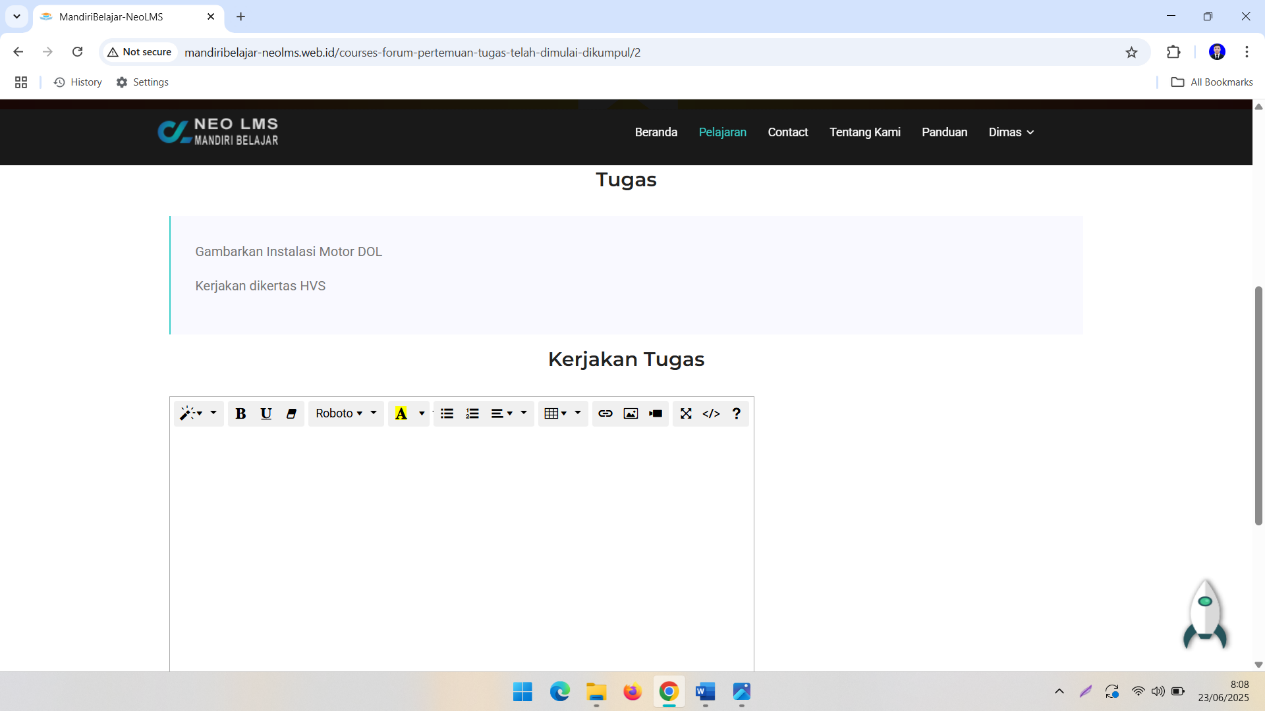 MandiriBelajar-NeoLMS
Not secure
mandiribelajar-neolms.web.id/courses-forum-pertemuan-tugas-telah-dimulai-dikumpul/2
History
Settings
All Bookmarks
NEO LMS
MANDIRI BELAJAR
Beranda
Pelajaran
Contact
Tentang Kami
Panduan
Dimas
Tugas
Gambarkan Instalasi Motor DOL
Kerjakan dikertas HVS
Kerjakan Tugas
B
U
Roboto
A
</>
?
8:08
23/06/2025